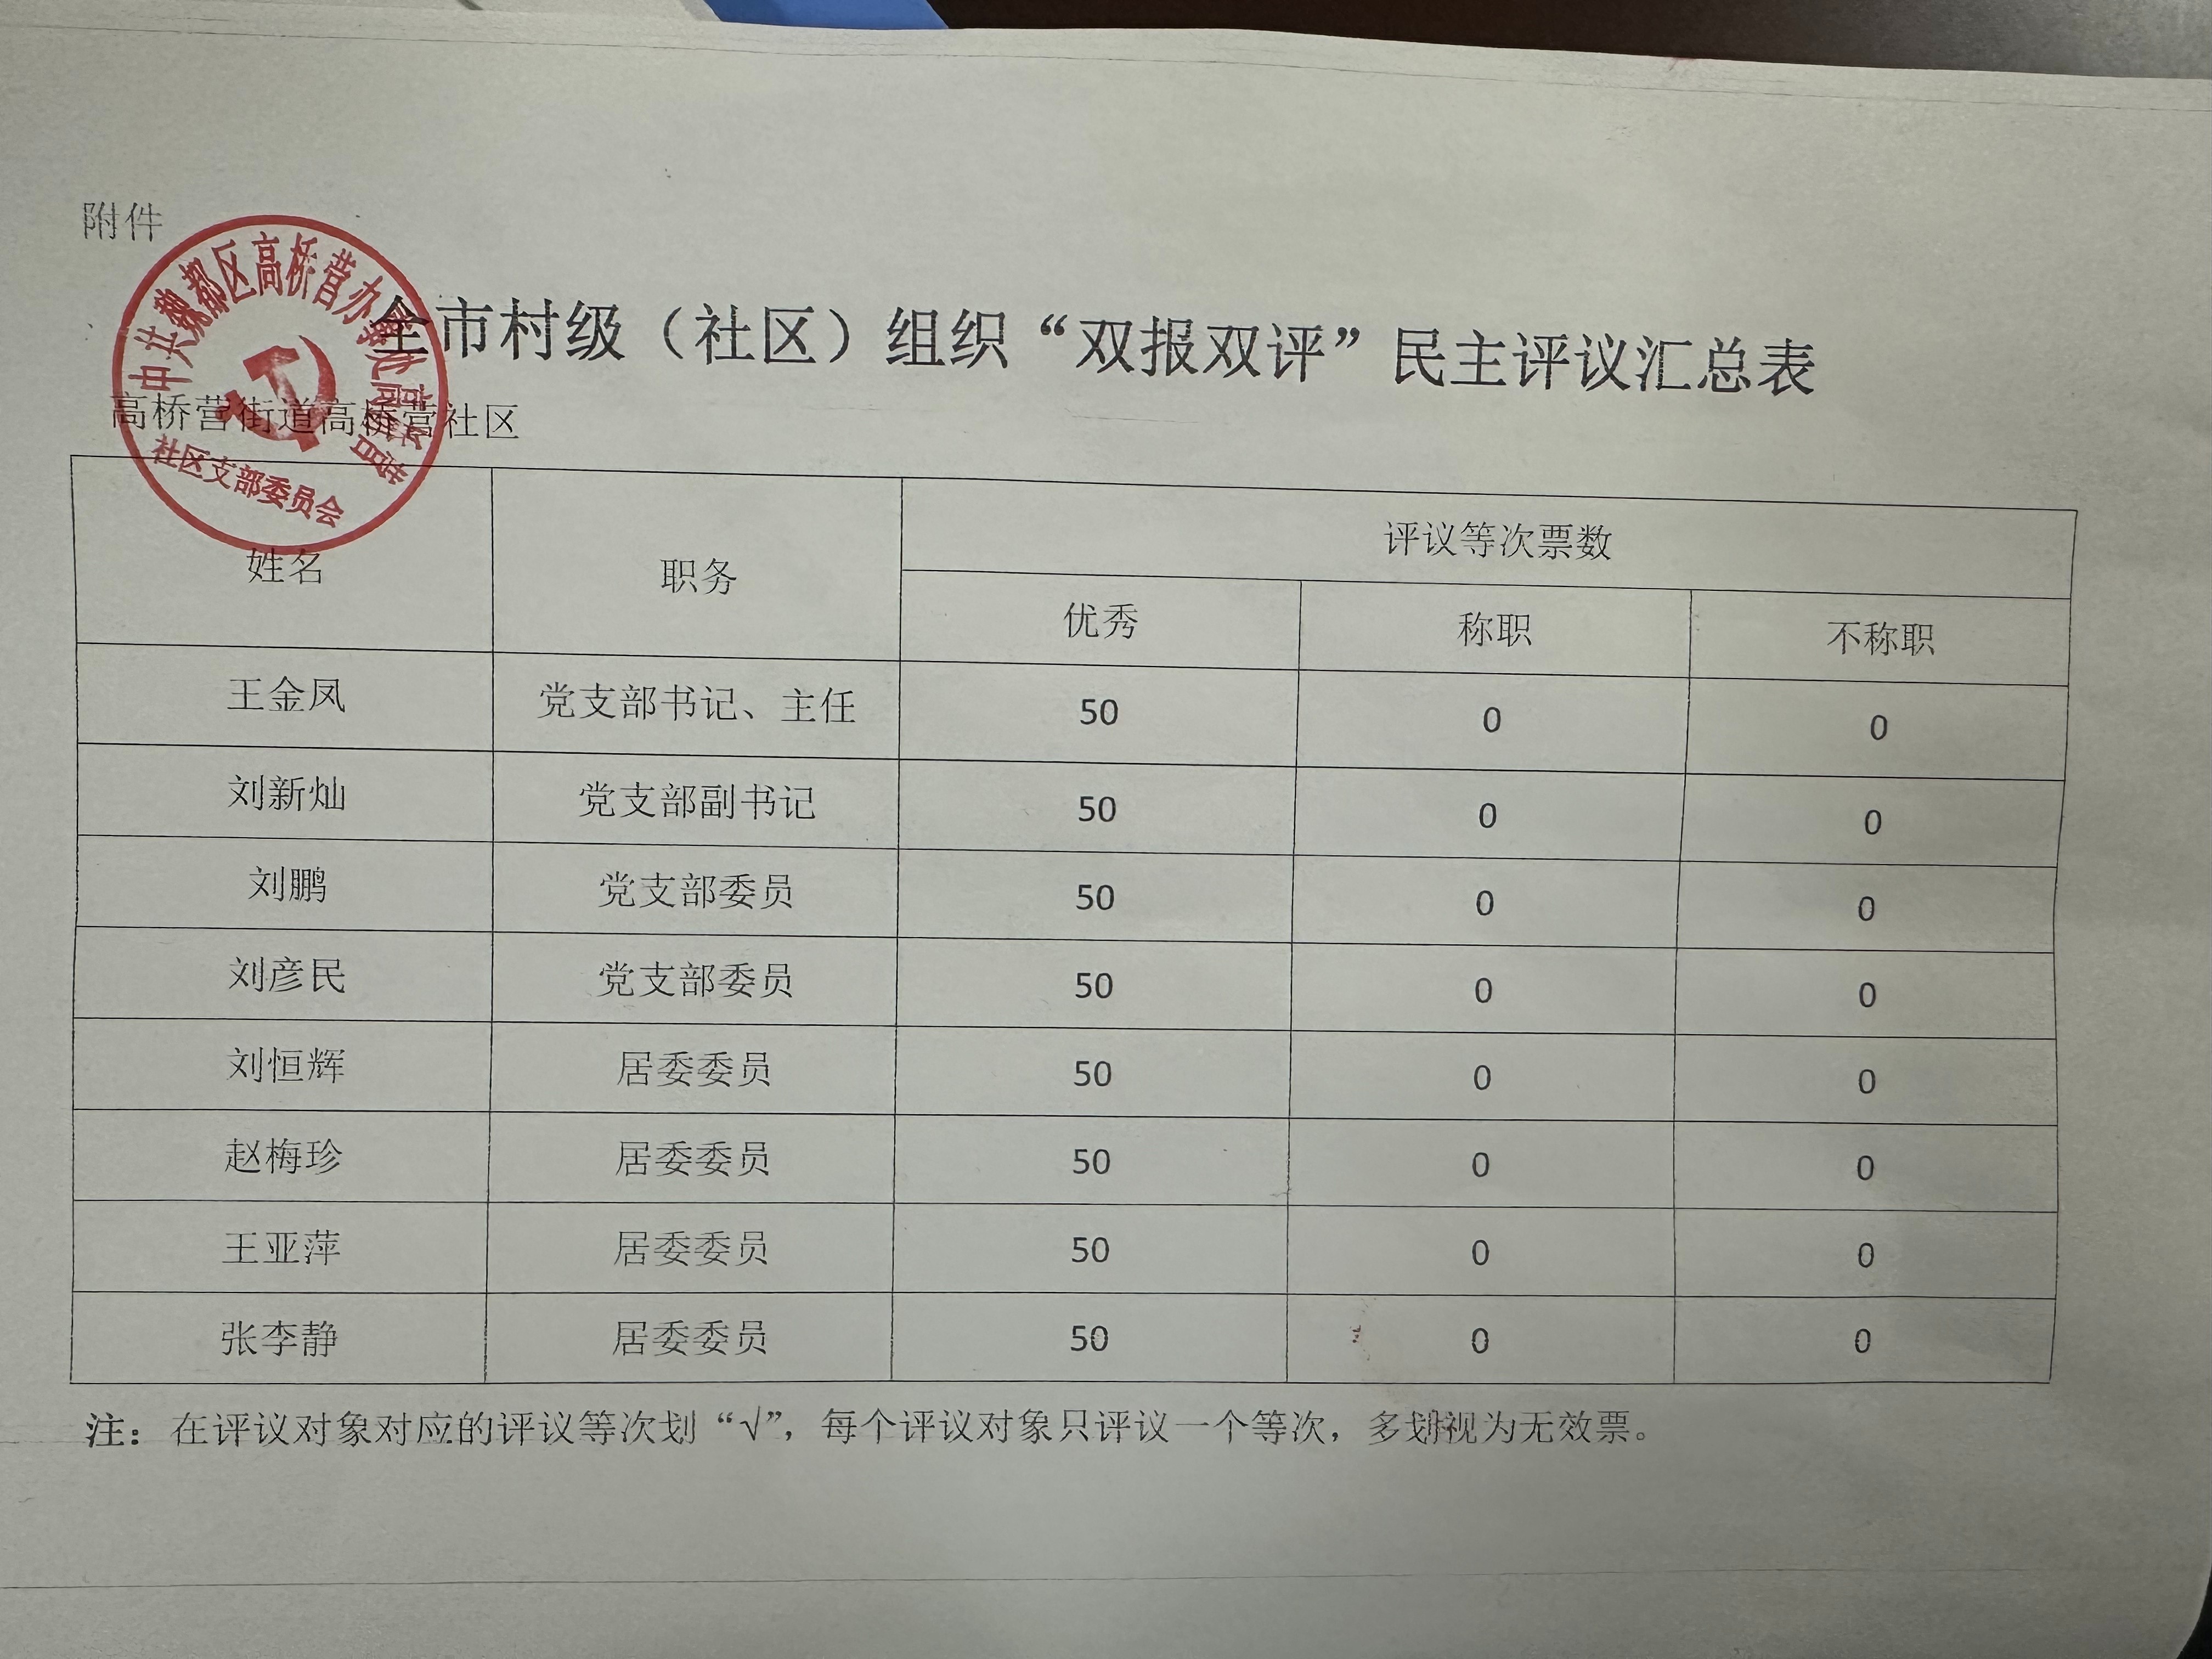 附件
中共魏都区高桥营办事处高桥营
社区支部委员会
全市村级（社区）组织“双报双评”民主评议汇总表
高桥营街道高桥营社区
姓名 职务 评议等次票数
优秀 称职 不称职
王金凤 党支部书记、主任 50 0 0
刘新灿 党支部副书记 50 0 0
刘鹏 党支部委员 50 0 0
刘彦民 党支部委员 50 0 0
刘恒辉 居委委员 50 0 0
赵梅珍 居委委员 50 0 0
王亚萍 居委委员 50 0 0
张李静 居委委员 50 0 0
注：在评议对象对应的评议等次划“√”，每个评议对象只评议一个等次，多划视为无效票。